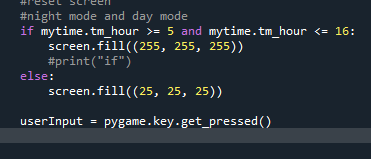 #reset screen
#night mode and day mode
if mytime.tm_hour >= 5 and mytime.tm_hour <= 16:
    screen.fill((255, 255, 255))
    #print("if")
else:
    screen.fill((25, 25, 25))

userInput = pygame.key.get_pressed()